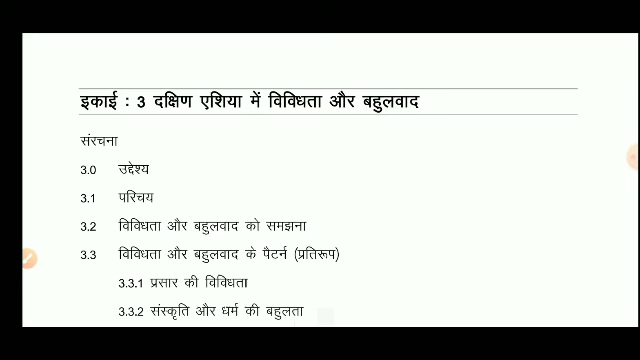 इकाई : 3 दक्षिण एशिया में विविधता और बहुलवाद
संरचना
3.0 उद्देश्य
3.1 परिचय
3.2 विविधता और बहुलवाद को समझना
3.3 विविधता और बहुलवाद के पैटर्न (प्रतिरूप)
3.3.1 प्रसार की विविधता
3.3.2 संस्कृति और धर्म की बहुलता